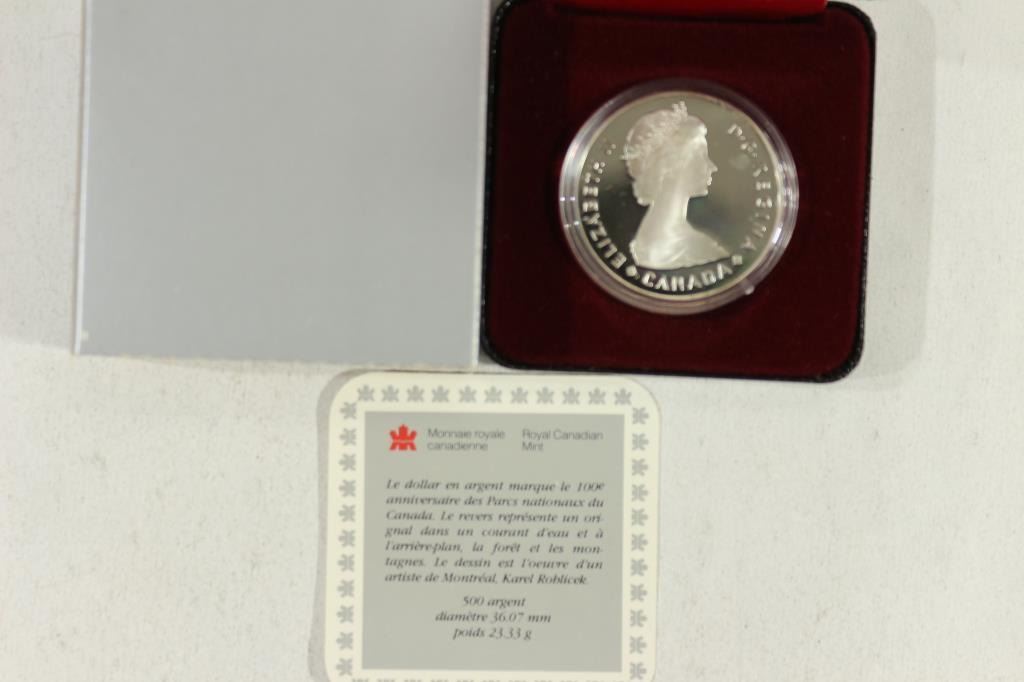 ELIZABETH II D·G·REGINA
CANADA
Monnaie royale
canadienne
Royal Canadian
Mint
Le dollar en argent marque le 100e
anniversaire des Parcs nationaux du
Canada. Le revers représente un ori-
gnal dans un courant d'eau et à
l'arrière-plan, la forêt et les mon-
tagnes. Le dessin est l'oeuvre d'un
artiste de Montréal, Karel Rohlicek.
500 argent
diamètre 36.07 mm
poids 23.33 g